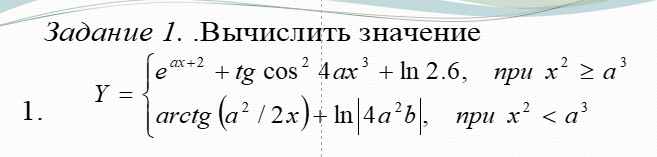 Задание 1. .Вычислить значение
1. Y = { e^{ax+2} + tg cos² 4ax³ + ln 2.6, при x² ≥ a³
arctg (a² / 2x) + ln|4a²b|, при x² < a³